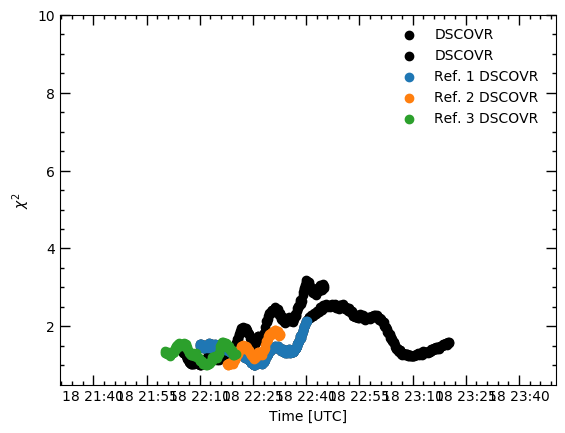 10
8
6
4
2
χ²
DSCOVR
DSCOVR
Ref. 1 DSCOVR
Ref. 2 DSCOVR
Ref. 3 DSCOVR
18 21:40 18 21:55 18 22:10 18 22:25 18 22:40 18 22:55 18 23:10 18 23:25 18 23:40
Time [UTC]